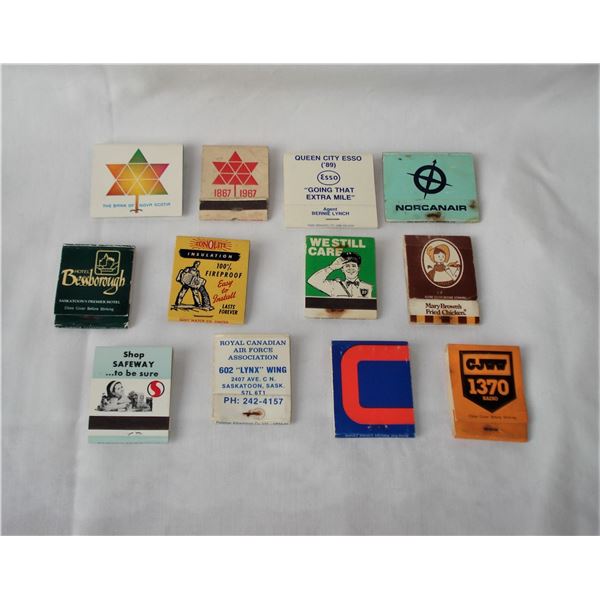 THE BANK OF NOVA SCOTIA
1867 1967
QUEEN CITY ESSO
('89)
Esso
"GOING THAT
EXTRA MILE"
Agent
BERNIE LYNCH
NORCANAIR
HOTEL
Bessborough
SASKATOON'S PREMIER HOTEL
Close Cover Before Striking
ZONOLITE
INSULATION
100%
FIREPROOF
Easy
to
Install
LASTS
FOREVER
WE STILL
CARE
Mary Brown's
Fried Chicken
Shop
SAFEWAY
...to be sure
ROYAL CANADIAN
AIR FORCE
ASSOCIATION
602 "LYNX" WING
2407 AVE. C N.
SASKATOON, SASK.
S7L 6T1
PH: 242-4157
CJWW
1370
RADIO
Close Cover Before Striking